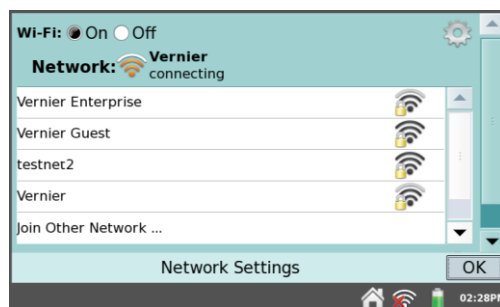 Wi-Fi: On Off
Network: Vernier
connecting
Vernier Enterprise
Vernier Guest
testnet2
Vernier
Join Other Network ...
Network Settings
OK
02:28PM